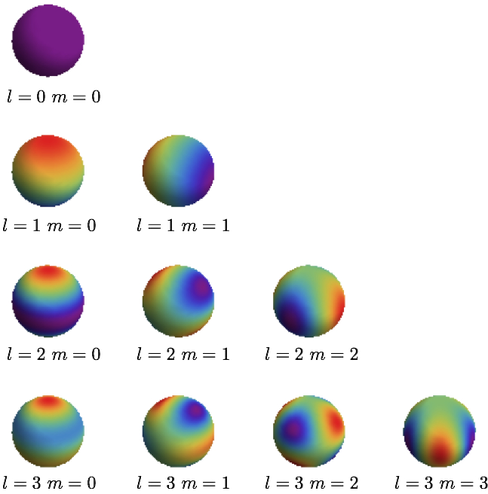 l = 0 m = 0
l = 1 m = 0 l = 1 m = 1
l = 2 m = 0 l = 2 m = 1 l = 2 m = 2
l = 3 m = 0 l = 3 m = 1 l = 3 m = 2 l = 3 m = 3